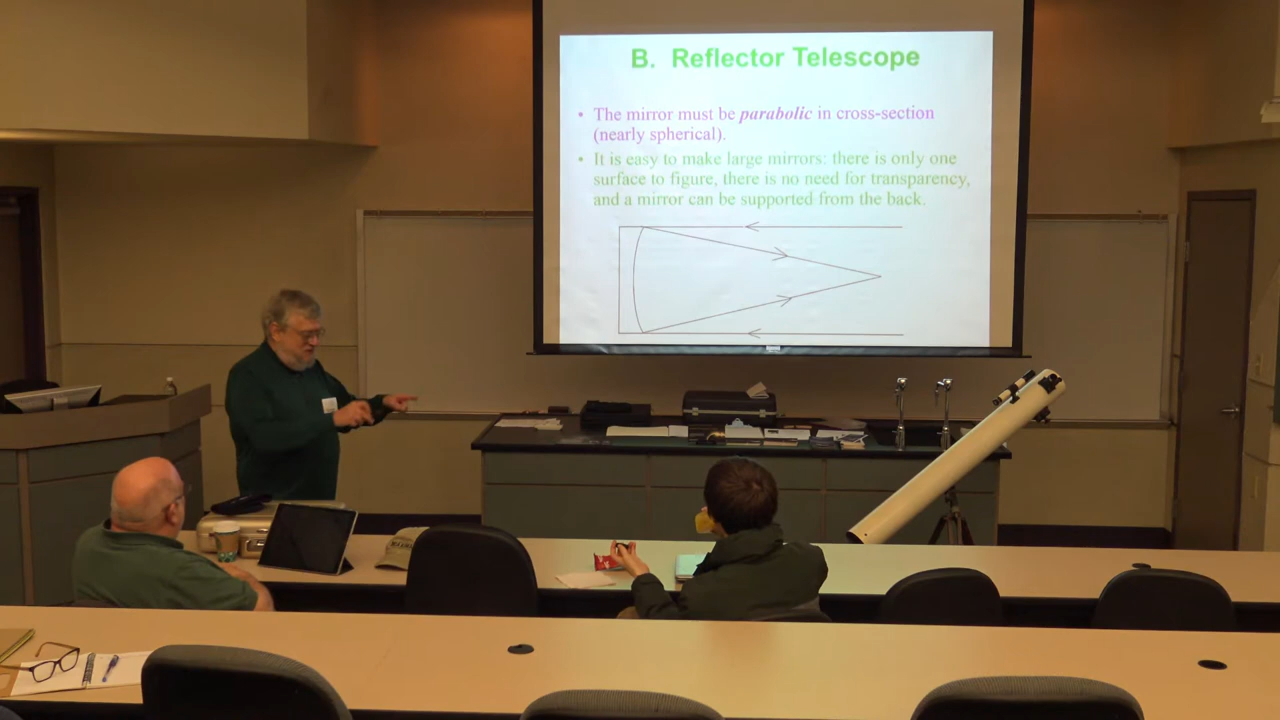 B. Reflector Telescope
• The mirror must be parabolic in cross-section
(nearly spherical).
• It is easy to make large mirrors: there is only one
surface to figure, there is no need for transparency,
and a mirror can be supported from the back.